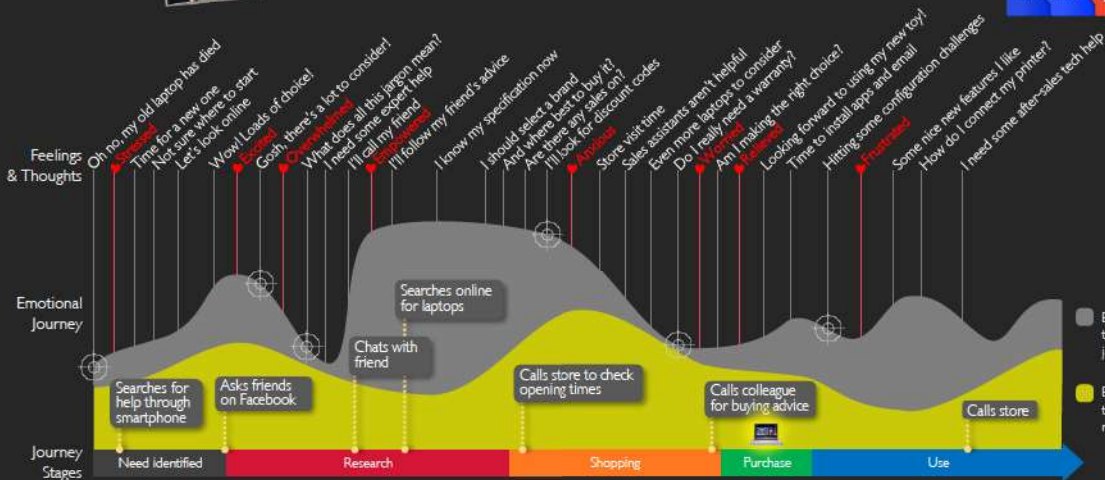 Oh no, my old laptop has died
Stressed
Time for a new one
Not sure where to start
Let's look online
Wow! Loads of choice!
Excited
Gosh, there's a lot to consider!
Overwhelmed
What does all this jargon mean?
I need some expert help
I'll call my friend
Empowered
I'll follow my friend's advice
I know my specification now
I should select a brand
And where best to buy it?
Are there any sales on?
I'll look for discount codes
Anxious
Store visit time
Sales assistants aren't helpful
Even more laptops to consider
Do I really need a warranty?
Worried
Am I making the right choice?
Relieved
Looking forward to using my new toy!
Time to install apps and email
Hitting some configuration challenges
Frustrated
Some nice new features I like
How do I connect my printer?
I need some after-sales tech help
Feelings
& Thoughts
Emotional
Journey
Searches online
for laptops
Chats with
friend
Searches for
help through
smartphone
Asks friends
on Facebook
Calls store to check
opening times
Calls colleague
for buying advice
Calls store
Journey
Stages
Need identified
Research
Shopping
Purchase
Use